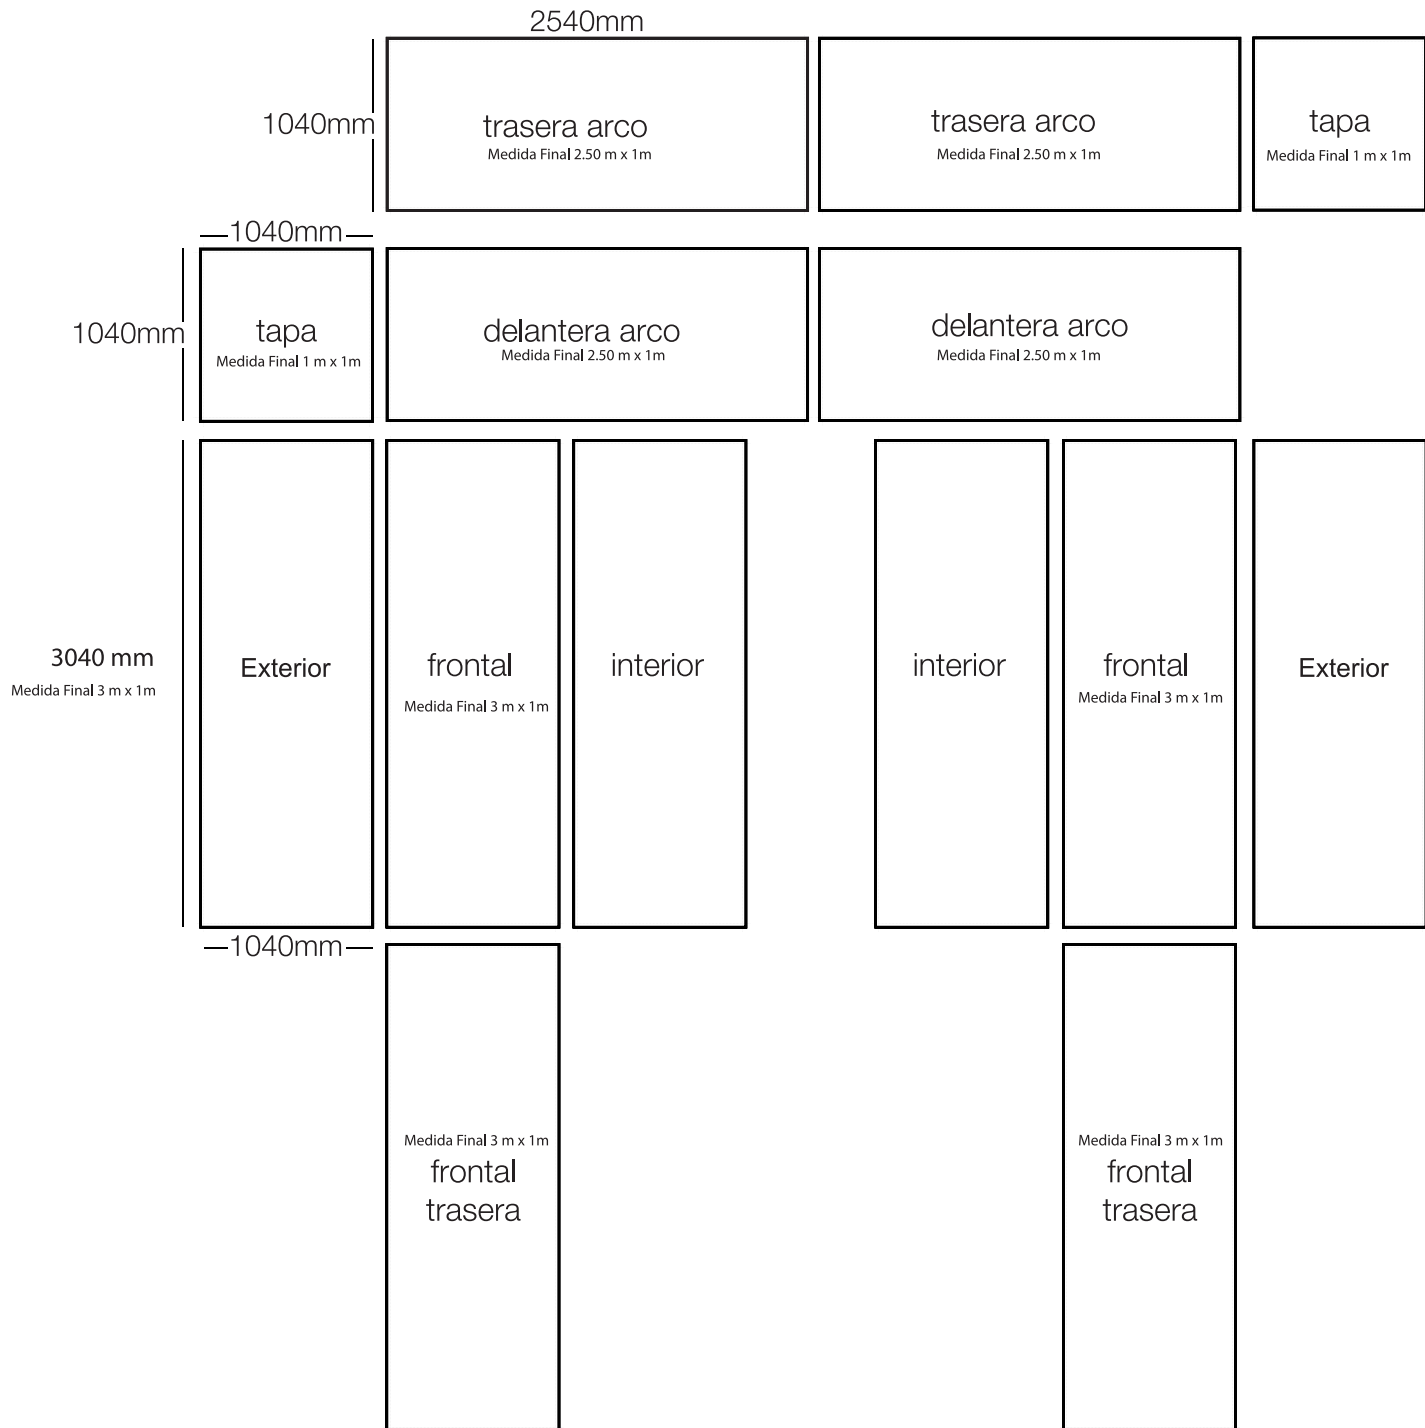 2540mm
1040mm
trasera arco
Medida Final 2.50 m x 1m
trasera arco
Medida Final 2.50 m x 1m
tapa
Medida Final 1 m x 1m
1040mm
1040mm
tapa
Medida Final 1 m x 1m
delantera arco
Medida Final 2.50 m x 1m
delantera arco
Medida Final 2.50 m x 1m
3040 mm
Medida Final 3 m x 1m
Exterior
frontal
Medida Final 3 m x 1m
interior
interior
frontal
Medida Final 3 m x 1m
Exterior
1040mm
Medida Final 3 m x 1m
frontal
trasera
Medida Final 3 m x 1m
frontal
trasera